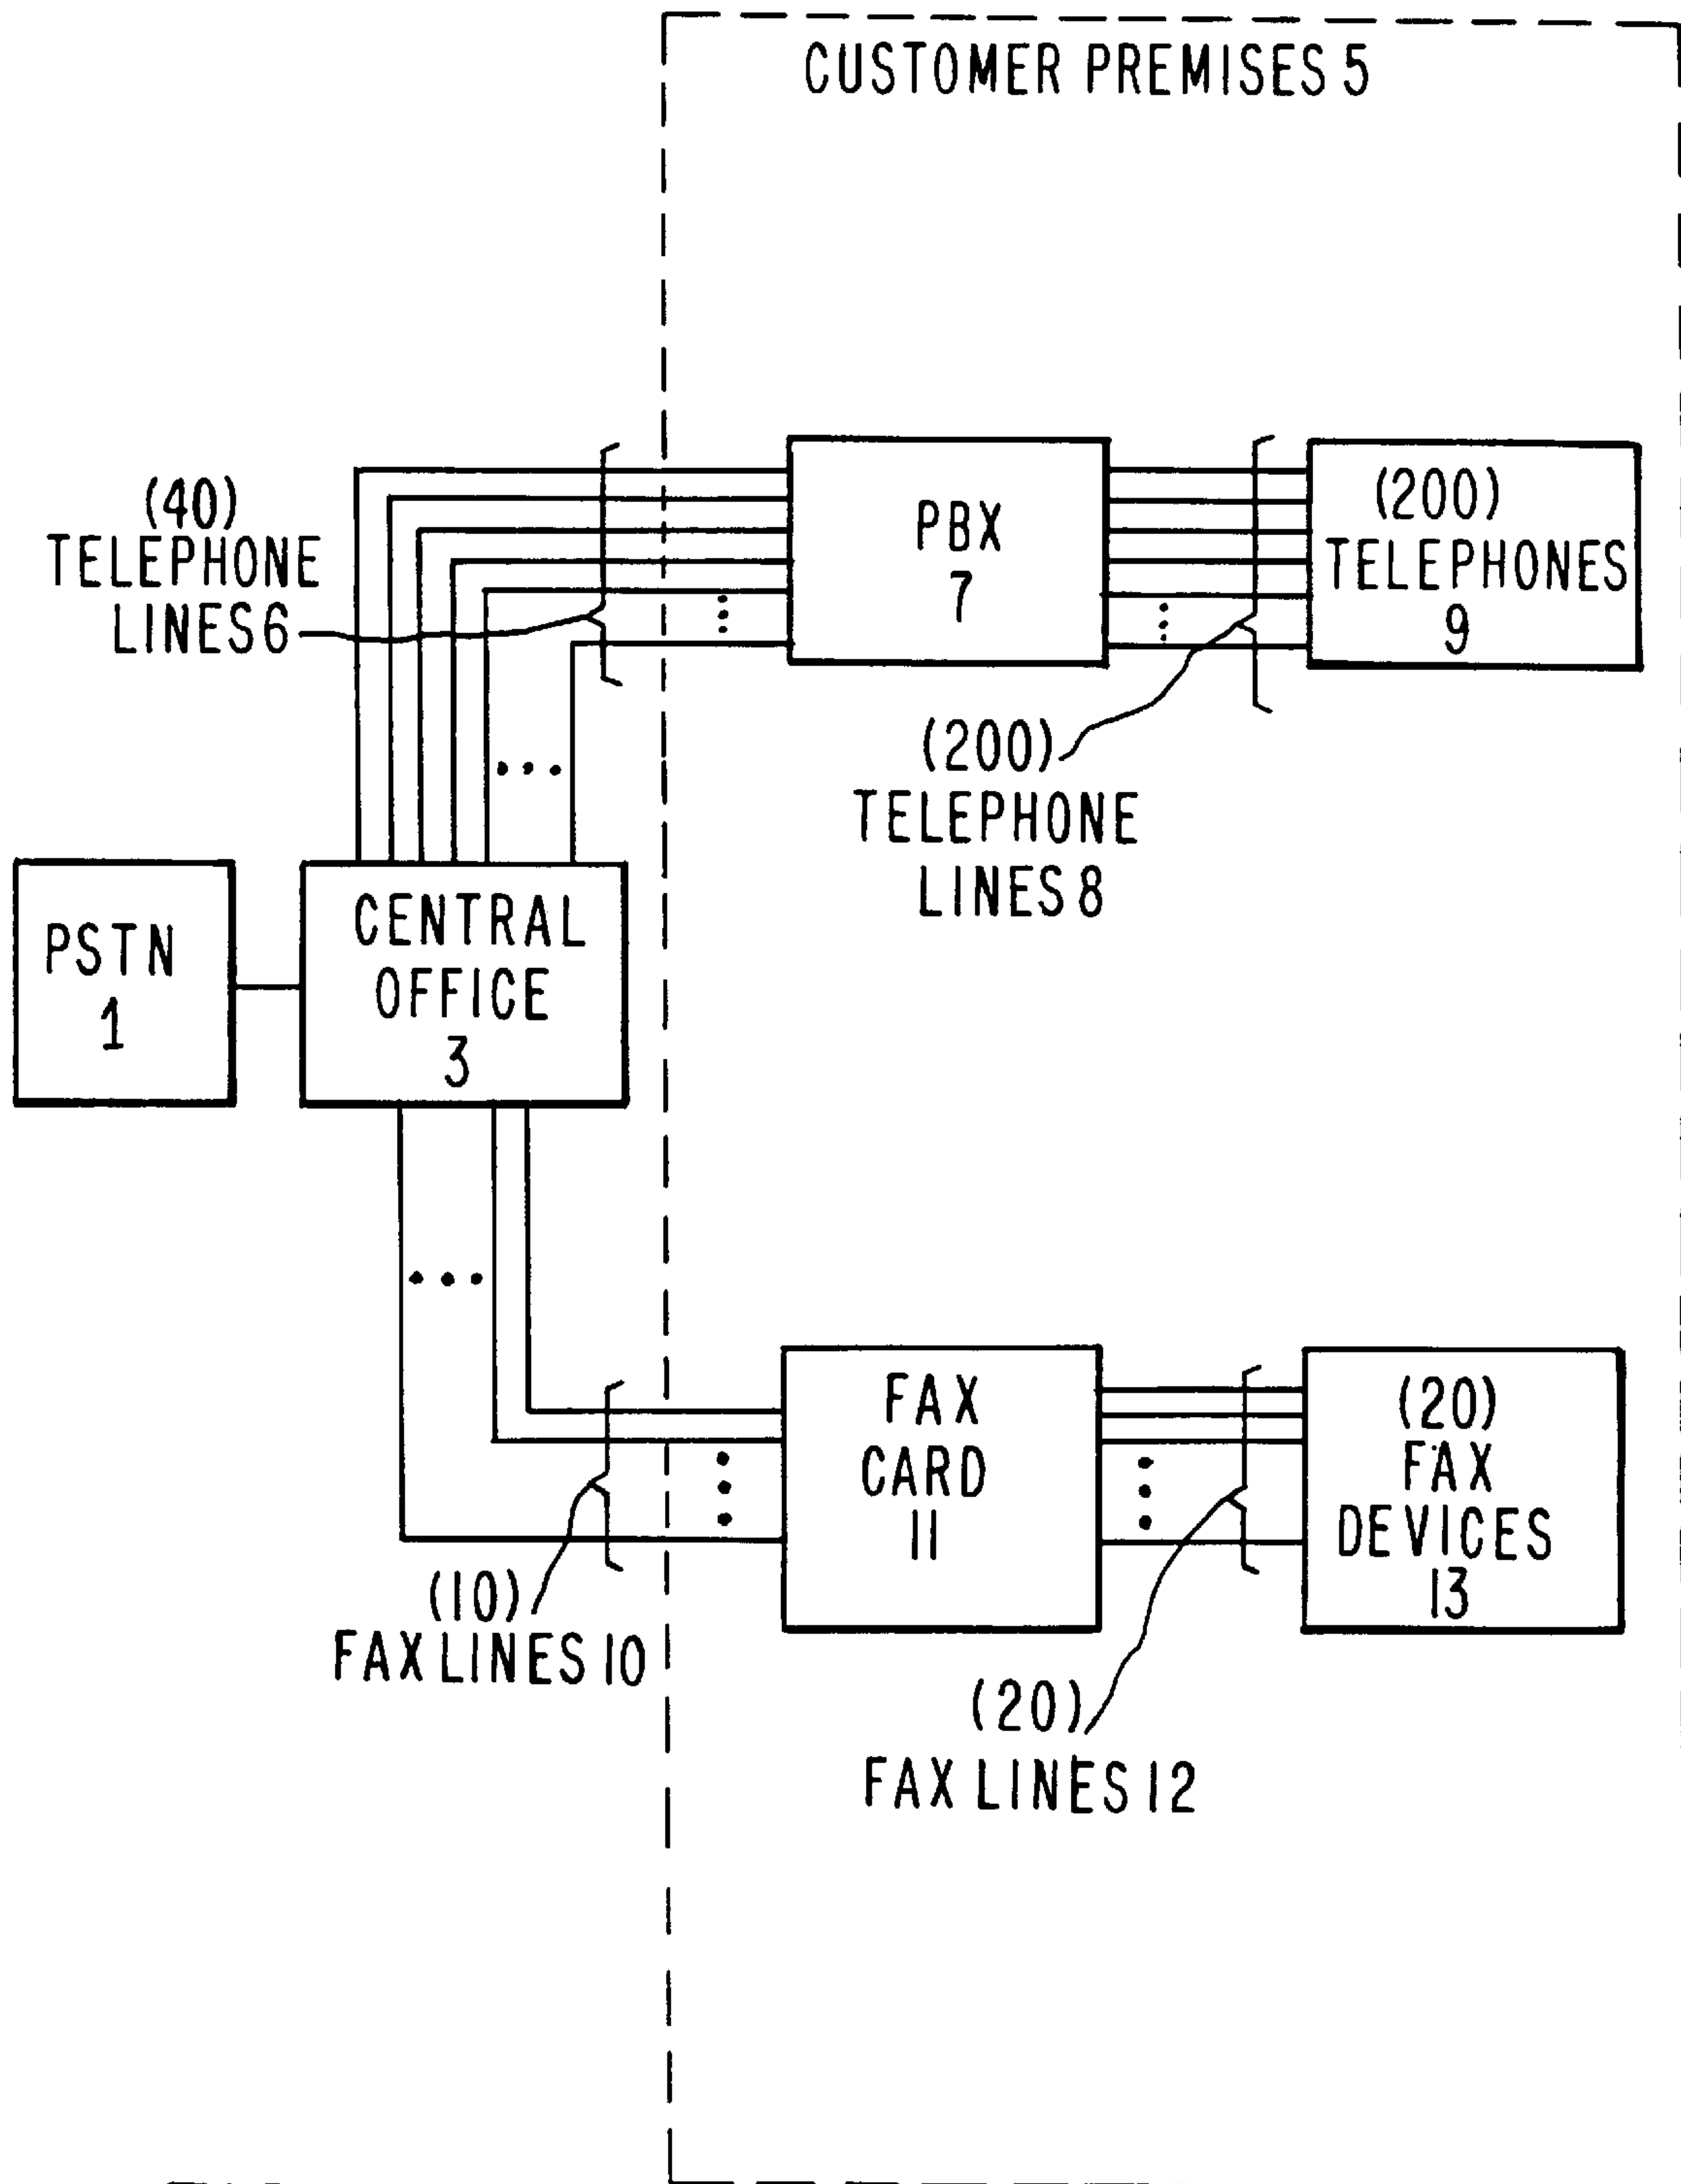 CUSTOMER PREMISES 5
(40)
TELEPHONE
LINES 6
PBX
7
(200)
TELEPHONES
9
(200)
TELEPHONE
LINES 8
PSTN
1
CENTRAL
OFFICE
3
FAX
CARD
11
(20)
FAX
DEVICES
13
(10)
FAX LINES 10
(20)
FAX LINES 12